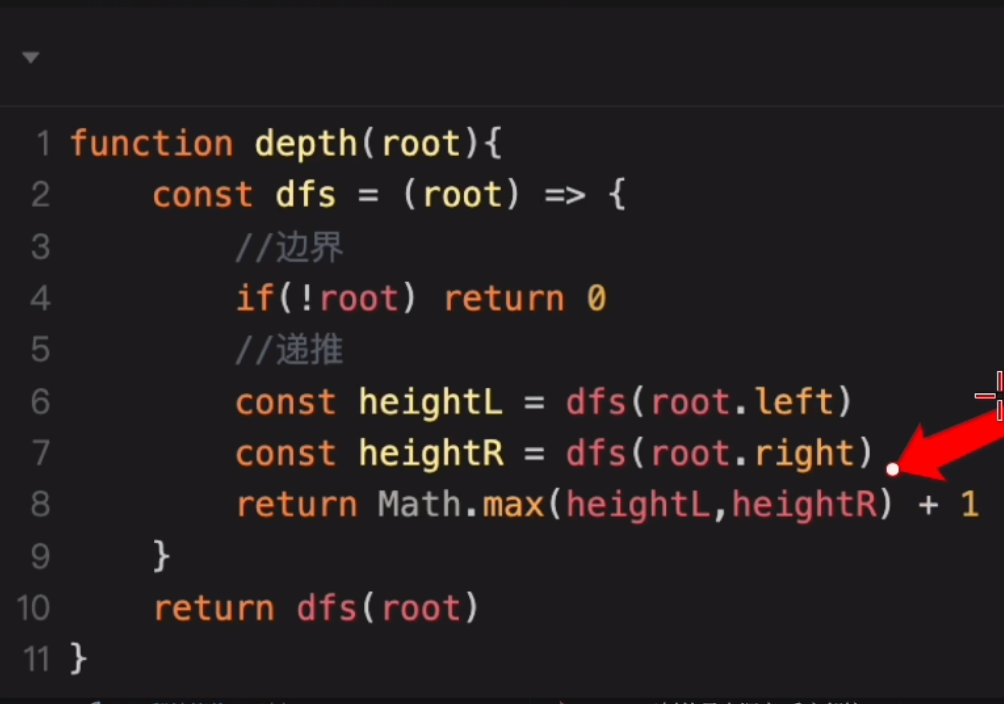 1 function depth(root){
2 const dfs = (root) => {
3 //边界
4 if(!root) return 0
5 //递推
6 const heightL = dfs(root.left)
7 const heightR = dfs(root.right)
8 return Math.max(heightL,heightR) + 1
9 }
10 return dfs(root)
11 }